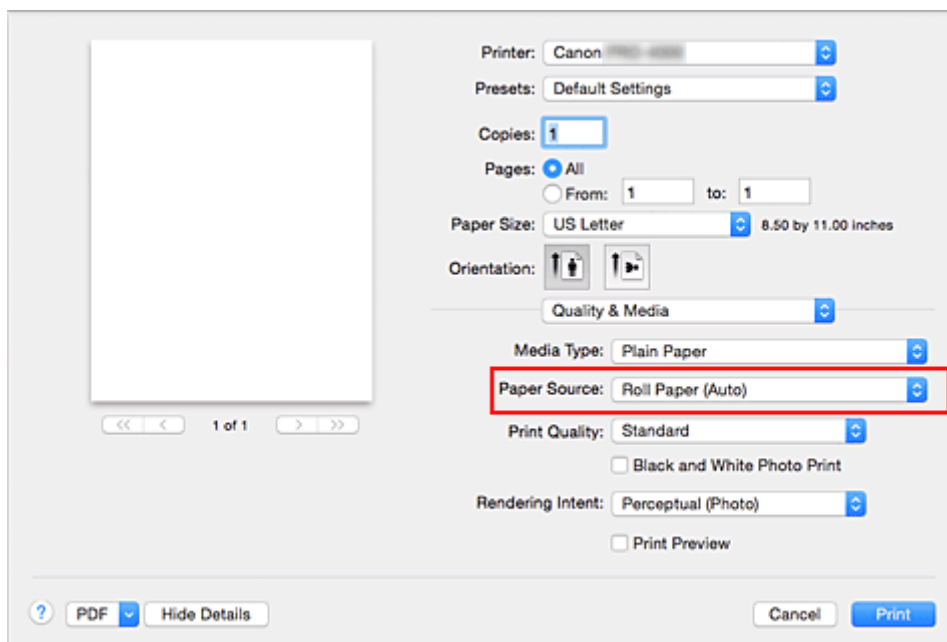 Printer: Canon
Presets: Default Settings
Copies: 1
Pages: All
From: 1 to: 1
Paper Size: US Letter 8.50 by 11.00 inches
Orientation:
Quality & Media
Media Type: Plain Paper
Paper Source: Roll Paper (Auto)
1 of 1
Print Quality: Standard
Black and White Photo Print
Rendering Intent: Perceptual (Photo)
Print Preview
? PDF Hide Details Cancel Print